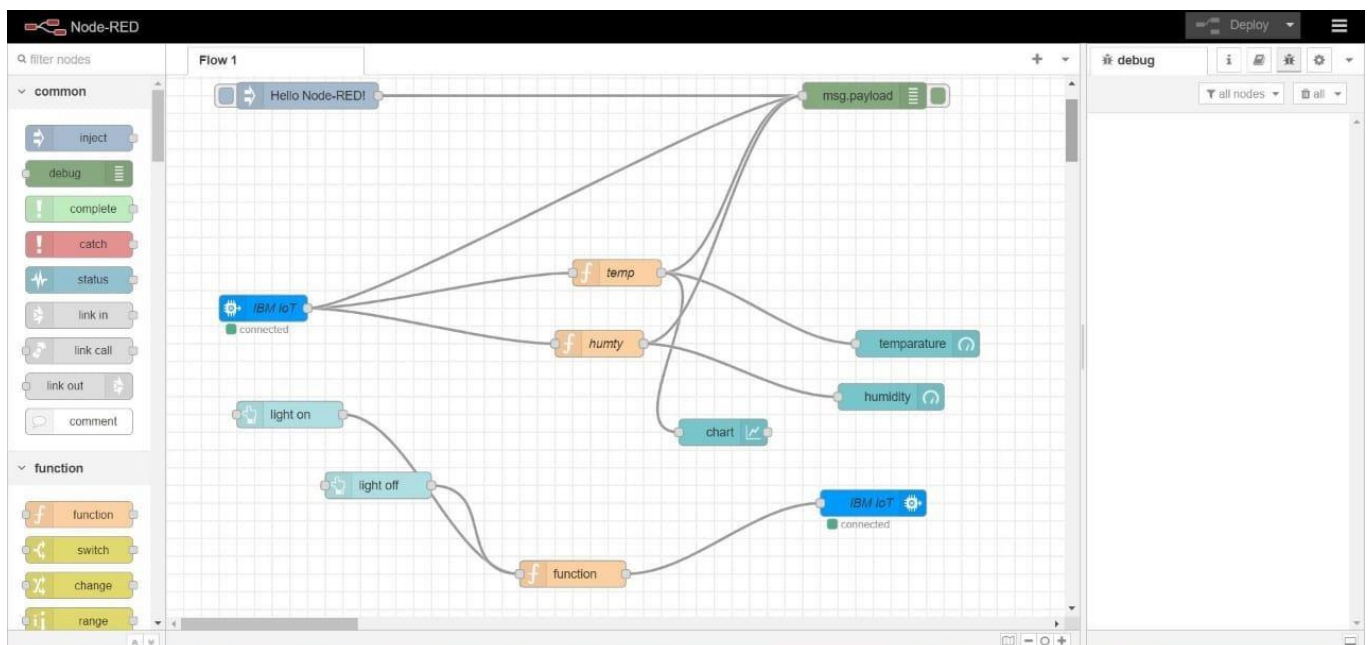 Node-RED
Deploy
filter nodes
Flow 1
debug
i
all nodes
all
common
inject
debug
complete
catch
status
link in
link call
link out
comment
function
function
switch
change
range
Hello Node-RED!
msg.payload
temp
IBM IoT
connected
humty
temparature
humidity
light on
chart
light off
IBM IoT
connected
function